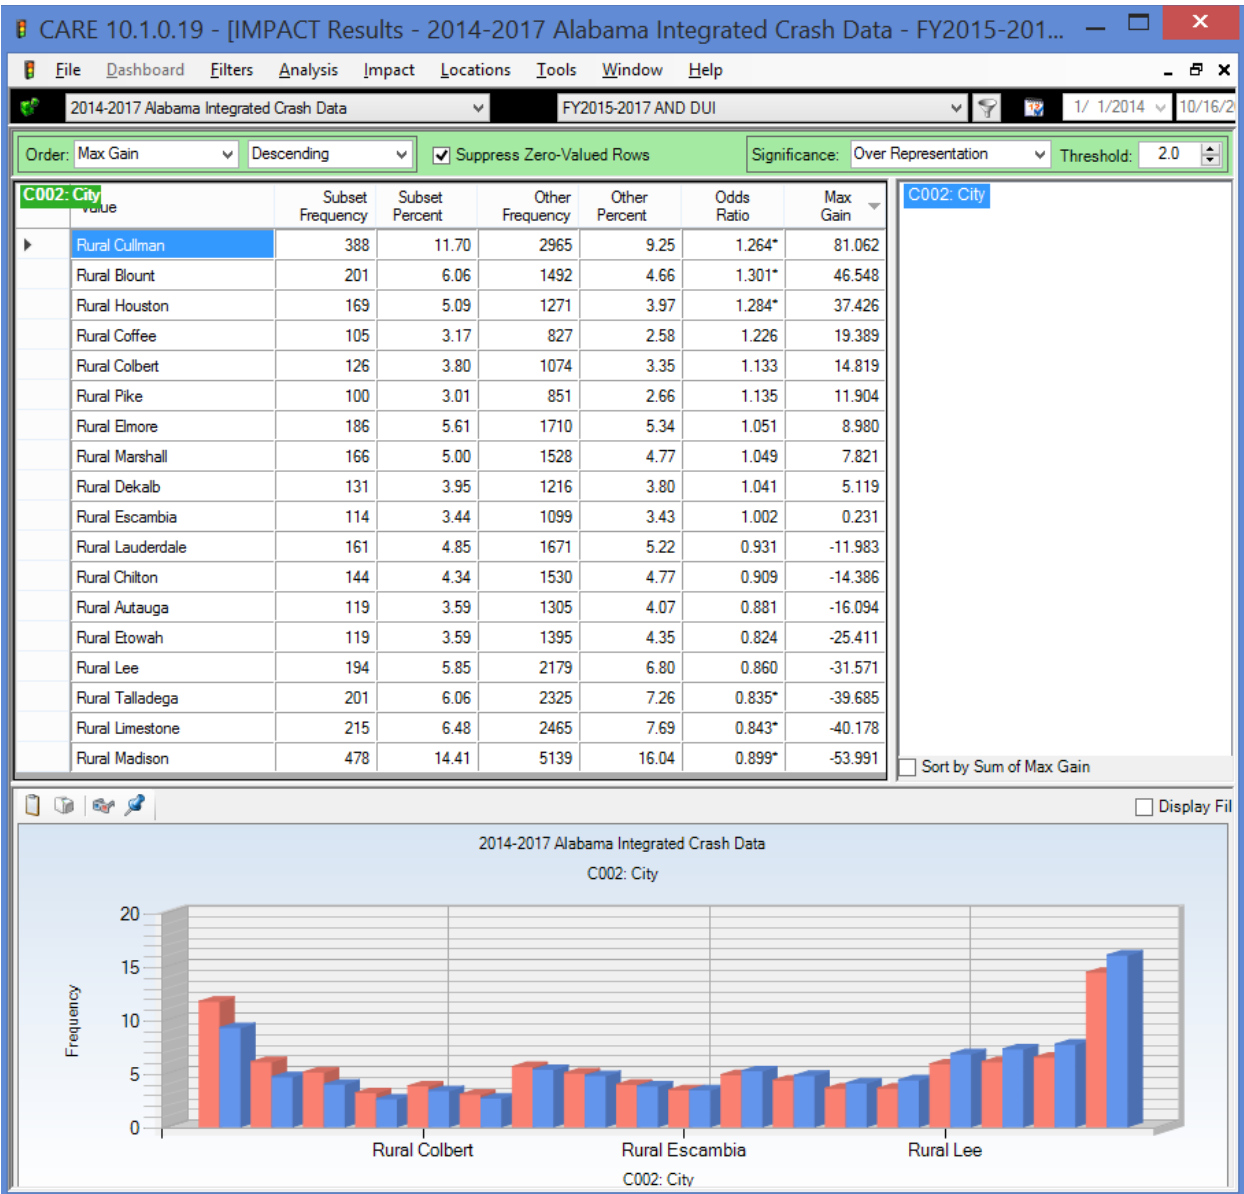 CARE 10.1.0.19 - [IMPACT Results - 2014-2017 Alabama Integrated Crash Data - FY2015-201...
File Dashboard Filters Analysis Impact Locations Tools Window Help
2014-2017 Alabama Integrated Crash Data FY2015-2017 AND DUI 1/ 1/2014 10/16/2
Order: Max Gain Descending Suppress Zero-Valued Rows Significance: Over Representation Threshold: 2.0
C002: City Value Subset Frequency Subset Percent Other Frequency Other Percent Odds Ratio Max Gain C002: City
Rural Cullman 388 11.70 2965 9.25 1.264* 81.062
Rural Blount 201 6.06 1492 4.66 1.301* 46.548
Rural Houston 169 5.09 1271 3.97 1.284* 37.426
Rural Coffee 105 3.17 827 2.58 1.226 19.389
Rural Colbert 126 3.80 1074 3.35 1.133 14.819
Rural Pike 100 3.01 851 2.66 1.135 11.904
Rural Elmore 186 5.61 1710 5.34 1.051 8.980
Rural Marshall 166 5.00 1528 4.77 1.049 7.821
Rural Dekalb 131 3.95 1216 3.80 1.041 5.119
Rural Escambia 114 3.44 1099 3.43 1.002 0.231
Rural Lauderdale 161 4.85 1671 5.22 0.931 -11.983
Rural Chilton 144 4.34 1530 4.77 0.909 -14.386
Rural Autauga 119 3.59 1305 4.07 0.881 -16.094
Rural Etowah 119 3.59 1395 4.35 0.824 -25.411
Rural Lee 194 5.85 2179 6.80 0.860 -31.571
Rural Talladega 201 6.06 2325 7.26 0.835* -39.685
Rural Limestone 215 6.48 2465 7.69 0.843* -40.178
Rural Madison 478 14.41 5139 16.04 0.899* -53.991
Sort by Sum of Max Gain
Display Fil
2014-2017 Alabama Integrated Crash Data
C002: City
20
15
10
5
0
Frequency
Rural Colbert Rural Escambia Rural Lee
C002: City